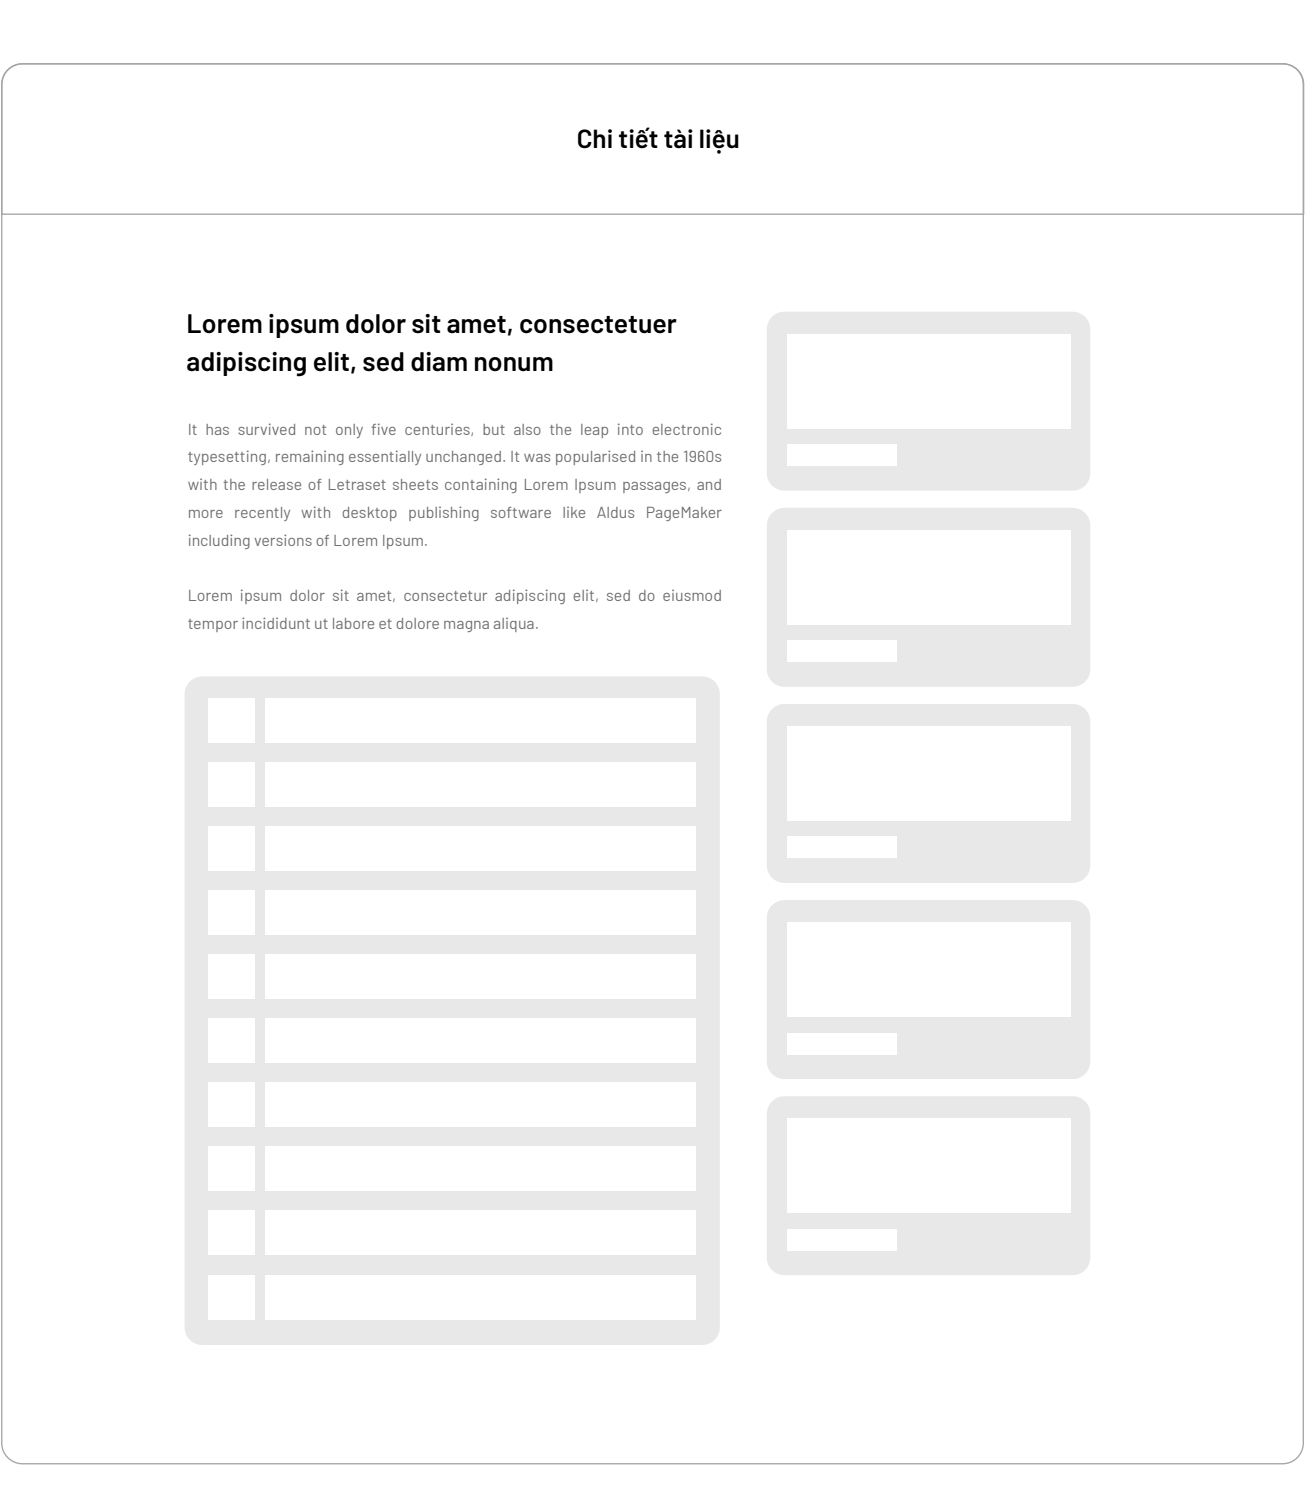 Chi tiết tài liệu
Lorem ipsum dolor sit amet, consectetuer
adipiscing elit, sed diam nonum
It has survived not only five centuries, but also the leap into electronic
typesetting, remaining essentially unchanged. It was popularised in the 1960s
with the release of Letraset sheets containing Lorem Ipsum passages, and
more recently with desktop publishing software like Aldus PageMaker
including versions of Lorem Ipsum.
Lorem ipsum dolor sit amet, consectetur adipiscing elit, sed do eiusmod
tempor incididunt ut labore et dolore magna aliqua.